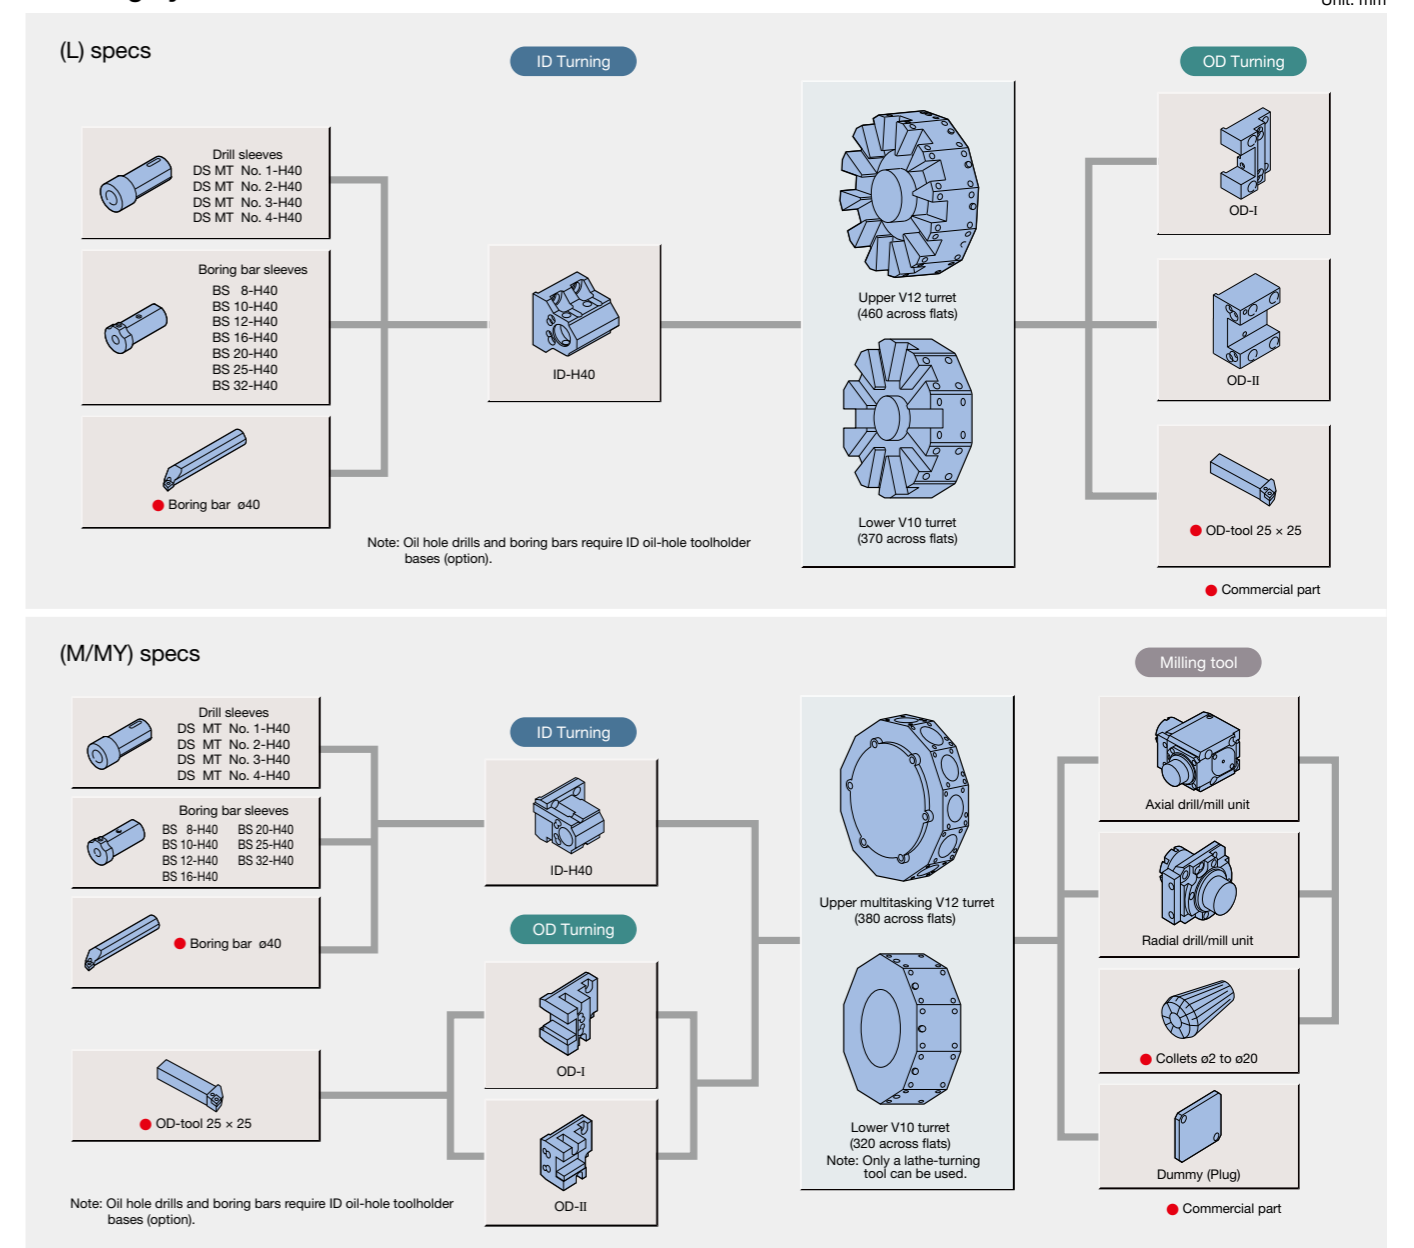 Unit: mm
(L) specs
ID Turning
OD Turning
Drill sleeves
DS MT No. 1-H40
DS MT No. 2-H40
DS MT No. 3-H40
DS MT No. 4-H40
Boring bar sleeves
BS 8-H40
BS 10-H40
BS 12-H40
BS 16-H40
BS 20-H40
BS 25-H40
BS 32-H40
Boring bar ø40
ID-H40
Note: Oil hole drills and boring bars require ID oil-hole toolholder
bases (option).
Upper V12 turret
(460 across flats)
Lower V10 turret
(370 across flats)
OD-I
OD-II
OD-tool 25 × 25
Commercial part
(M/MY) specs
Milling tool
Drill sleeves
DS MT No. 1-H40
DS MT No. 2-H40
DS MT No. 3-H40
DS MT No. 4-H40
Boring bar sleeves
BS 8-H40 BS 20-H40
BS 10-H40 BS 25-H40
BS 12-H40 BS 32-H40
BS 16-H40
Boring bar ø40
OD-tool 25 × 25
Note: Oil hole drills and boring bars require ID oil-hole toolholder
bases (option).
ID Turning
ID-H40
OD Turning
OD-I
OD-II
Upper multitasking V12 turret
(380 across flats)
Lower V10 turret
(320 across flats)
Note: Only a lathe-turning
tool can be used.
Axial drill/mill unit
Radial drill/mill unit
Collets ø2 to ø20
Dummy (Plug)
Commercial part